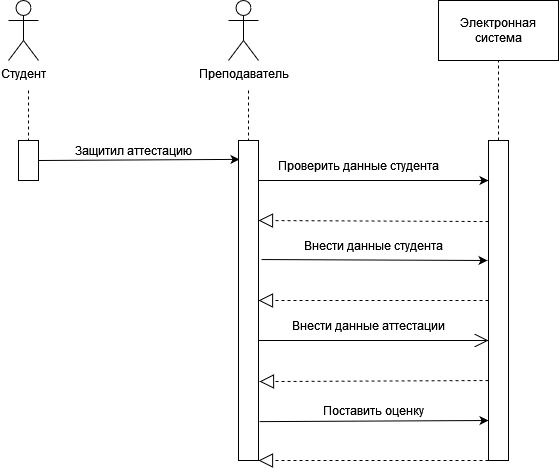 Электронная
система
Студент
Преподаватель
Защитил аттестацию
Проверить данные студента
Внести данные студента
Внести данные аттестации
Поставить оценку